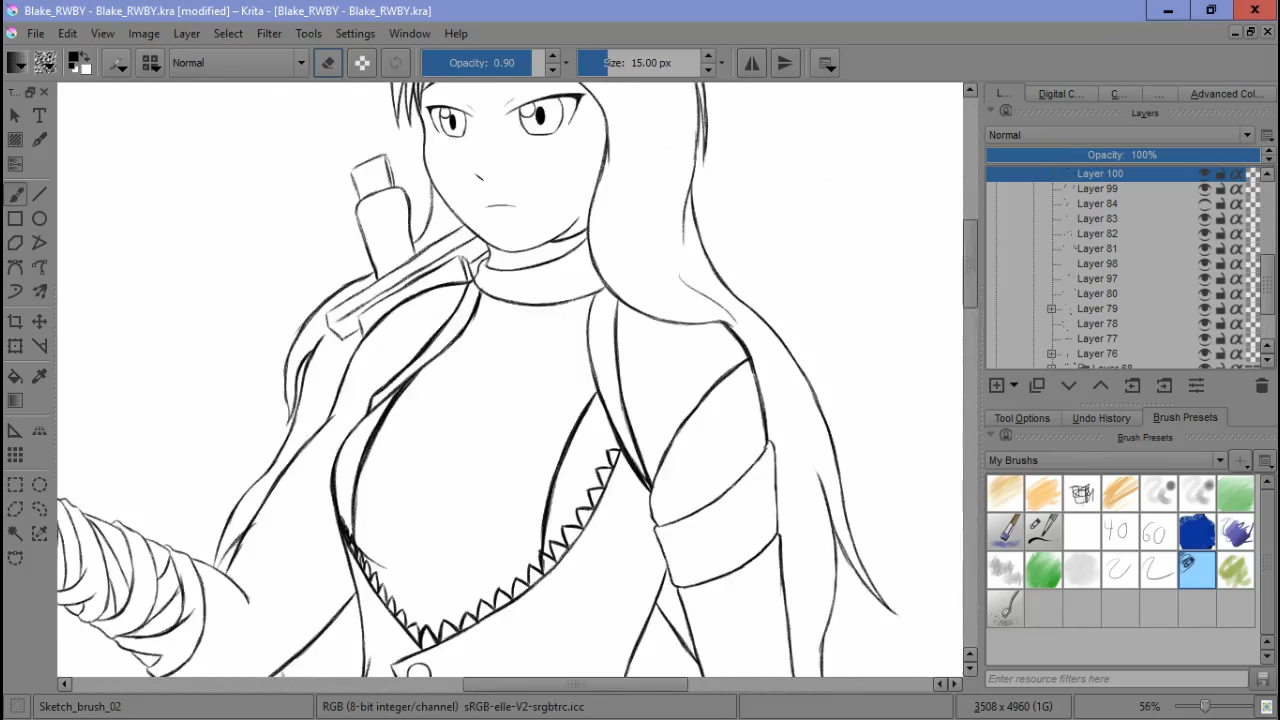 Blake_RWBY - Blake_RWBY.kra [modified] – Krita - [Blake_RWBY - Blake_RWBY.kra]
File Edit View Image Layer Select Filter Tools Settings Window Help
Normal Opacity: 0.90 Size: 15.00 px
T... L... Digital C... C... ... Advanced Col...
Layers
Normal
Opacity: 100%
Layer 100
Layer 99
Layer 84
Layer 83
Layer 82
Layer 81
Layer 98
Layer 97
Layer 80
Layer 79
Layer 78
Layer 77
Layer 76
Layer 68
Tool Options Undo History Brush Presets
Brush Presets
My Brushes
40 60
Enter resource filters here
Sketch_brush_02 RGB (8-bit integer/channel) sRGB-elle-V2-srgbtrc.icc 3508 x 4960 (1G) 56%